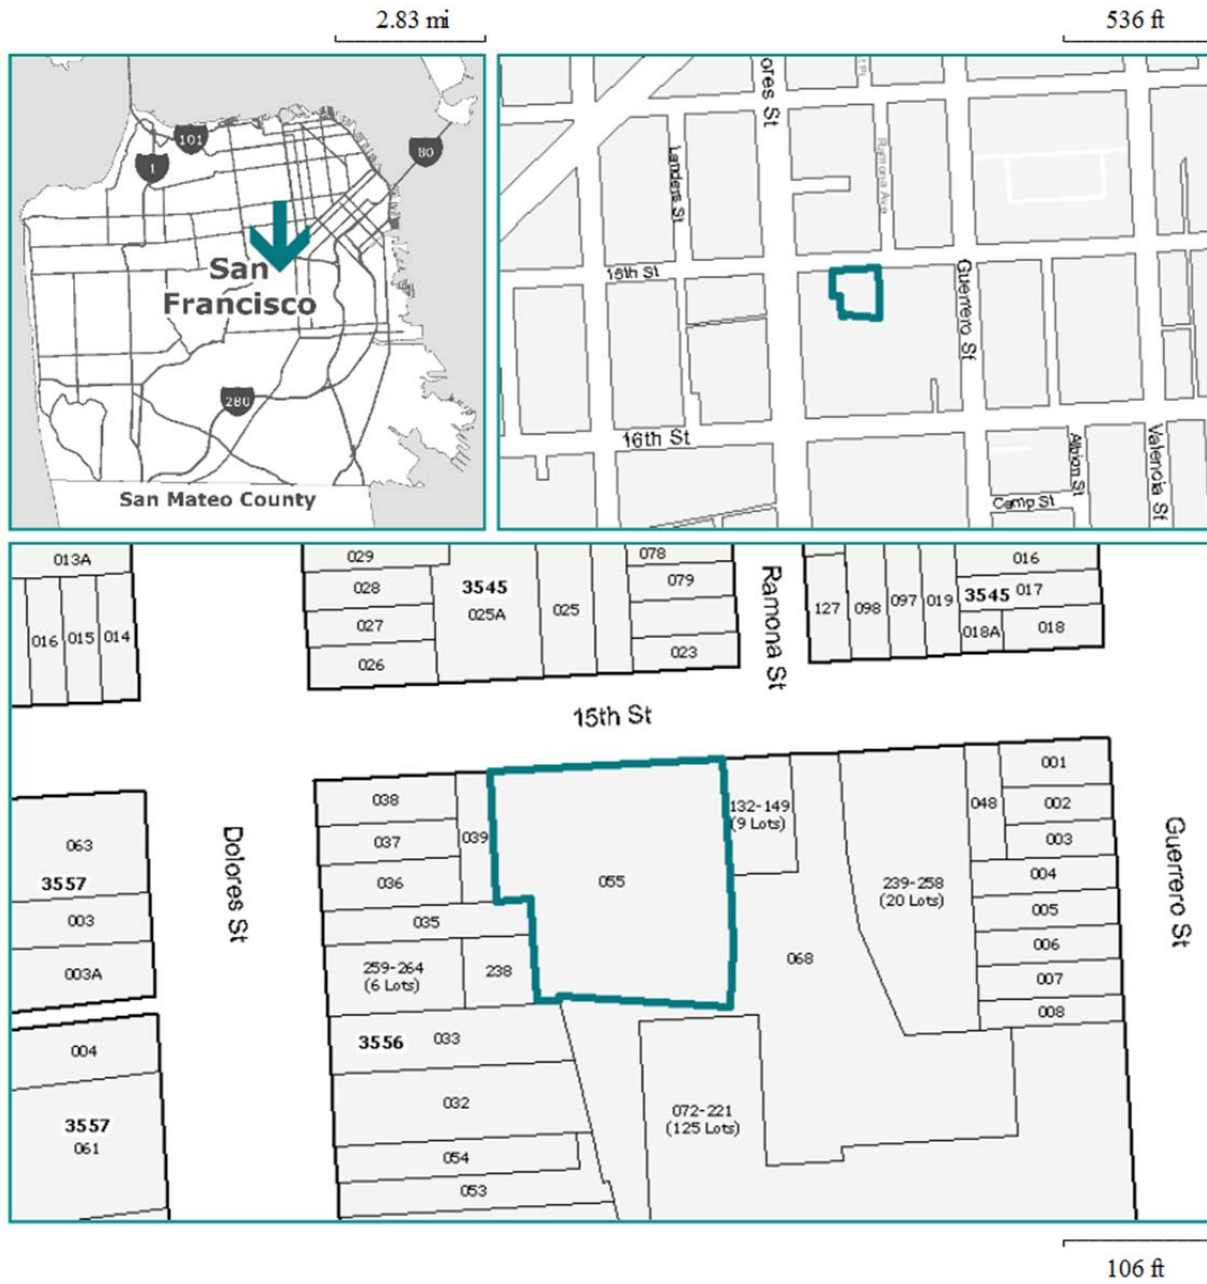 2.83 mi
536 ft
101
1
80
San
Francisco
280
San Mateo County
ores St
Landers St
Ramona Ave
15th St
Guerrero St
16th St
Albion St
Valencia St
Camp St
013A
016
015
014
029
028
027
026
3545
025A
025
078
079
023
Ramona St
127
098
097
019
016
3545
017
018A
018
15th St
063
3557
003
003A
004
3557
061
Dolores St
038
037
036
039
035
259-264
(6 Lots)
238
055
132-149
(9 Lots)
239-258
(20 Lots)
048
001
002
003
004
005
006
007
008
068
Guerrero St
3556
033
032
054
053
072-221
(125 Lots)
106 ft